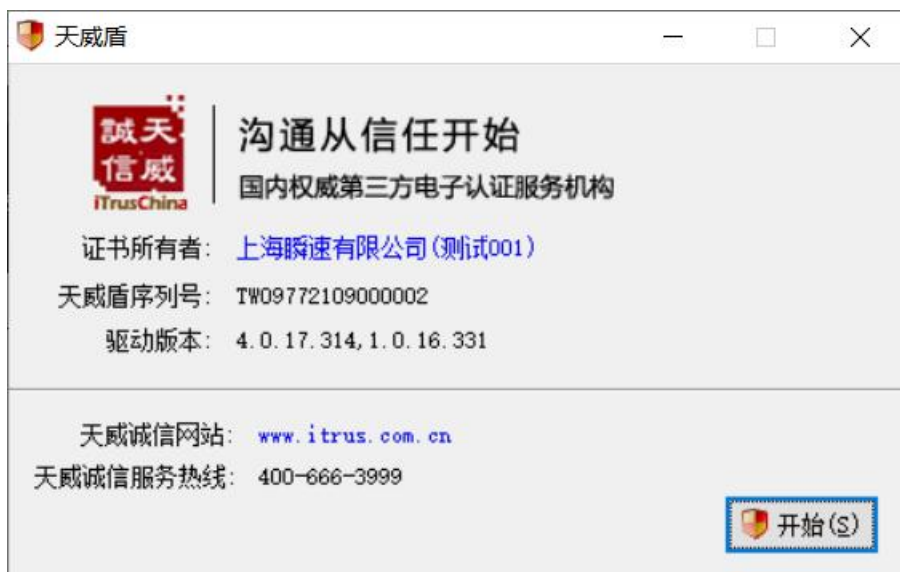 天威盾
誠天
信威
iTrusChina
沟通从信任开始
国内权威第三方电子认证服务机构
证书所有者: 上海瞬速有限公司(测试001)
天威盾序列号: TW09772109000002
驱动版本: 4.0.17.314,1.0.16.331
天威诚信网站: www.itrus.com.cn
天威诚信服务热线: 400-666-3999
开始(S)